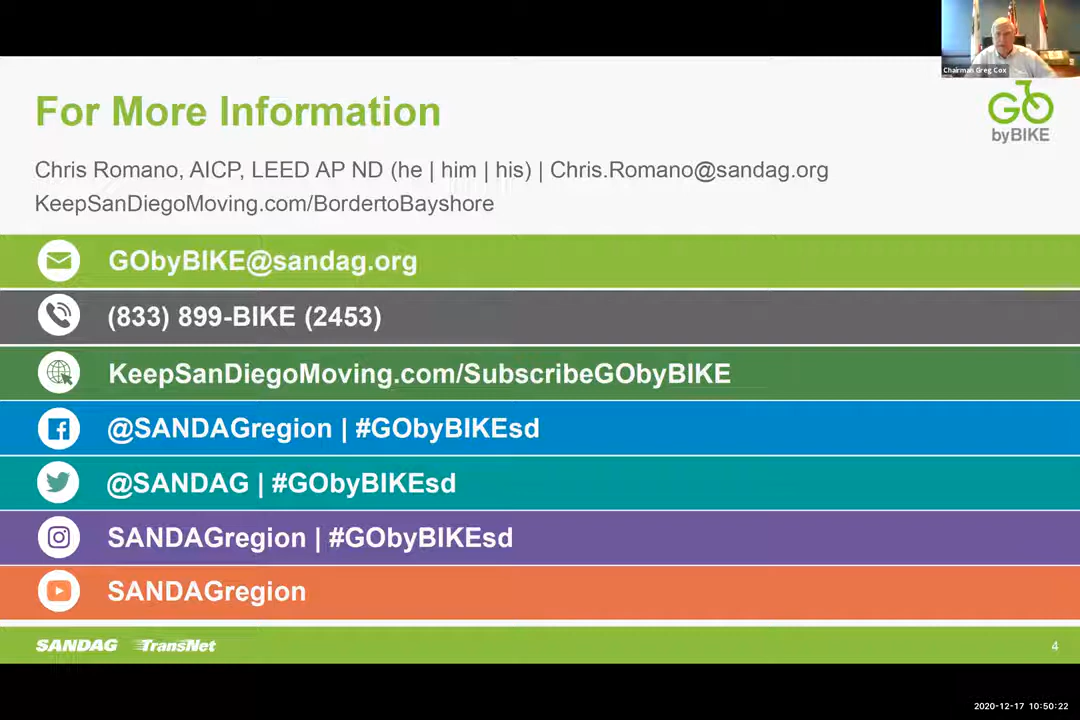 Chairman Greg Cox
For More Information
GO
byBIKE
Chris Romano, AICP, LEED AP ND (he | him | his) | Chris.Romano@sandag.org
KeepSanDiegoMoving.com/BordertoBayshore
GObyBIKE@sandag.org
(833) 899-BIKE (2453)
KeepSanDiegoMoving.com/SubscribeGObyBIKE
@SANDAGregion | #GObyBIKEsd
@SANDAG | #GObyBIKEsd
SANDAGregion | #GObyBIKEsd
SANDAGregion
SANDAG TransNet
4
2020-12-17 10:50:22